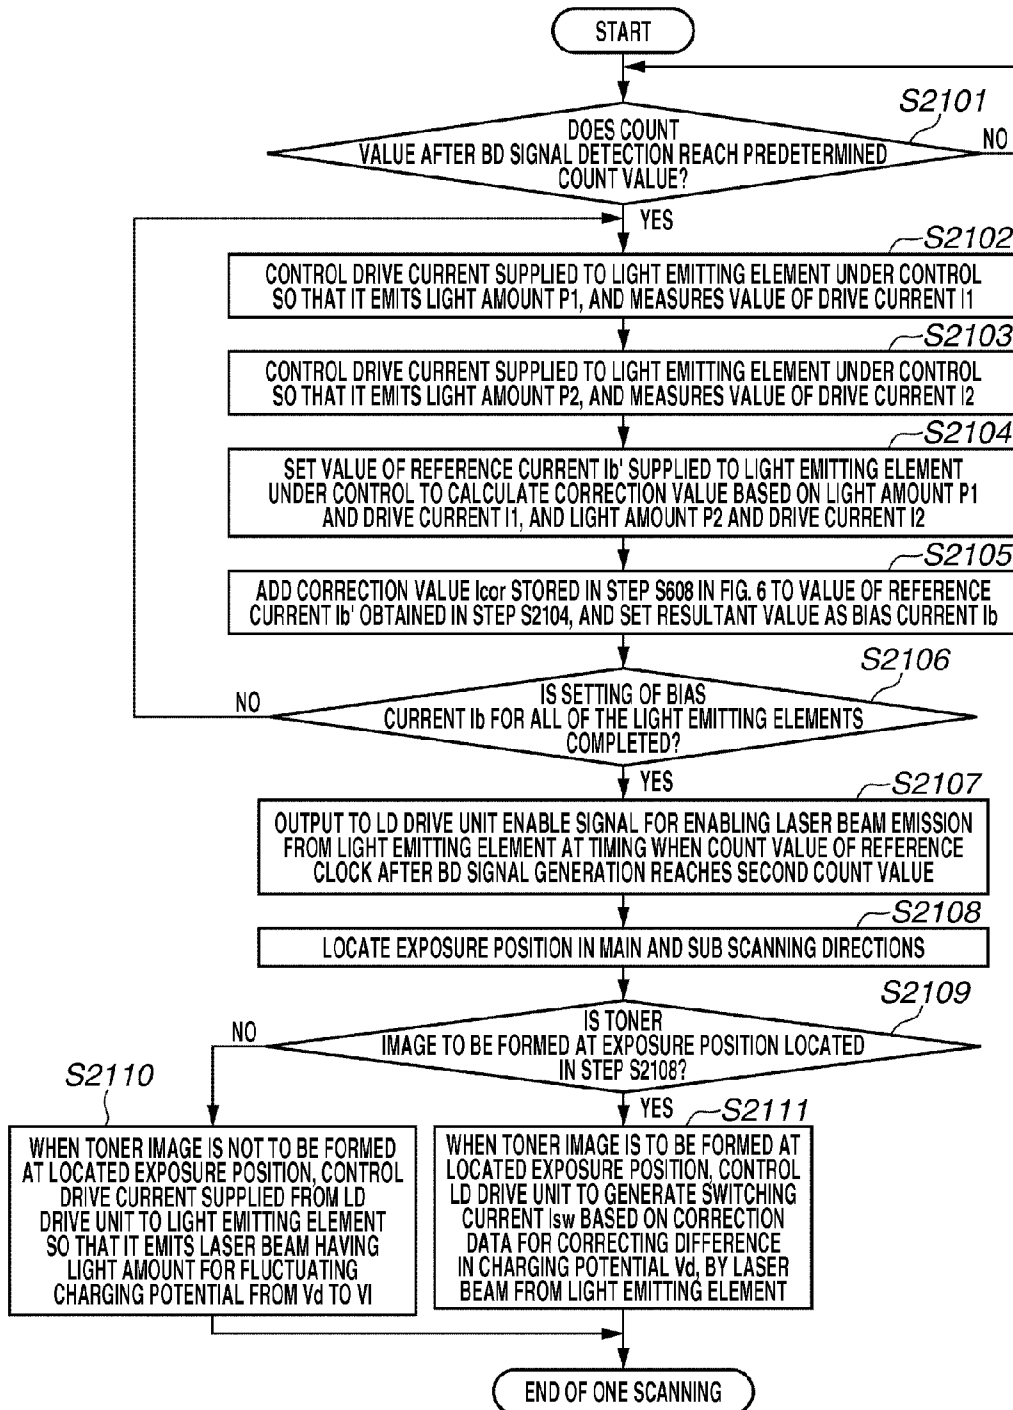 START
S2101
DOES COUNT
VALUE AFTER BD SIGNAL DETECTION REACH PREDETERMINED
COUNT VALUE?
NO
YES
S2102
CONTROL DRIVE CURRENT SUPPLIED TO LIGHT EMITTING ELEMENT UNDER CONTROL
SO THAT IT EMITS LIGHT AMOUNT P1, AND MEASURES VALUE OF DRIVE CURRENT I1
S2103
CONTROL DRIVE CURRENT SUPPLIED TO LIGHT EMITTING ELEMENT UNDER CONTROL
SO THAT IT EMITS LIGHT AMOUNT P2, AND MEASURES VALUE OF DRIVE CURRENT I2
S2104
SET VALUE OF REFERENCE CURRENT Ib' SUPPLIED TO LIGHT EMITTING ELEMENT
UNDER CONTROL TO CALCULATE CORRECTION VALUE BASED ON LIGHT AMOUNT P1
AND DRIVE CURRENT I1, AND LIGHT AMOUNT P2 AND DRIVE CURRENT I2
S2105
ADD CORRECTION VALUE Icor STORED IN STEP S608 IN FIG. 6 TO VALUE OF REFERENCE
CURRENT Ib' OBTAINED IN STEP S2104, AND SET RESULTANT VALUE AS BIAS CURRENT Ib
S2106
NO
IS SETTING OF BIAS
CURRENT Ib FOR ALL OF THE LIGHT EMITTING ELEMENTS
COMPLETED?
YES
S2107
OUTPUT TO LD DRIVE UNIT ENABLE SIGNAL FOR ENABLING LASER BEAM EMISSION
FROM LIGHT EMITTING ELEMENT AT TIMING WHEN COUNT VALUE OF REFERENCE
CLOCK AFTER BD SIGNAL GENERATION REACHES SECOND COUNT VALUE
S2108
LOCATE EXPOSURE POSITION IN MAIN AND SUB SCANNING DIRECTIONS
S2109
NO
IS TONER
IMAGE TO BE FORMED AT EXPOSURE POSITION LOCATED
IN STEP S2108?
YES
S2110
WHEN TONER IMAGE IS NOT TO BE FORMED
AT LOCATED EXPOSURE POSITION, CONTROL
DRIVE CURRENT SUPPLIED FROM LD
DRIVE UNIT TO LIGHT EMITTING ELEMENT
SO THAT IT EMITS LASER BEAM HAVING
LIGHT AMOUNT FOR FLUCTUATING
CHARGING POTENTIAL FROM Vd TO Vl
S2111
WHEN TONER IMAGE IS TO BE FORMED AT
LOCATED EXPOSURE POSITION, CONTROL
LD DRIVE UNIT TO GENERATE SWITCHING
CURRENT Isw BASED ON CORRECTION
DATA FOR CORRECTING DIFFERENCE
IN CHARGING POTENTIAL Vd, BY LASER
BEAM FROM LIGHT EMITTING ELEMENT
END OF ONE SCANNING